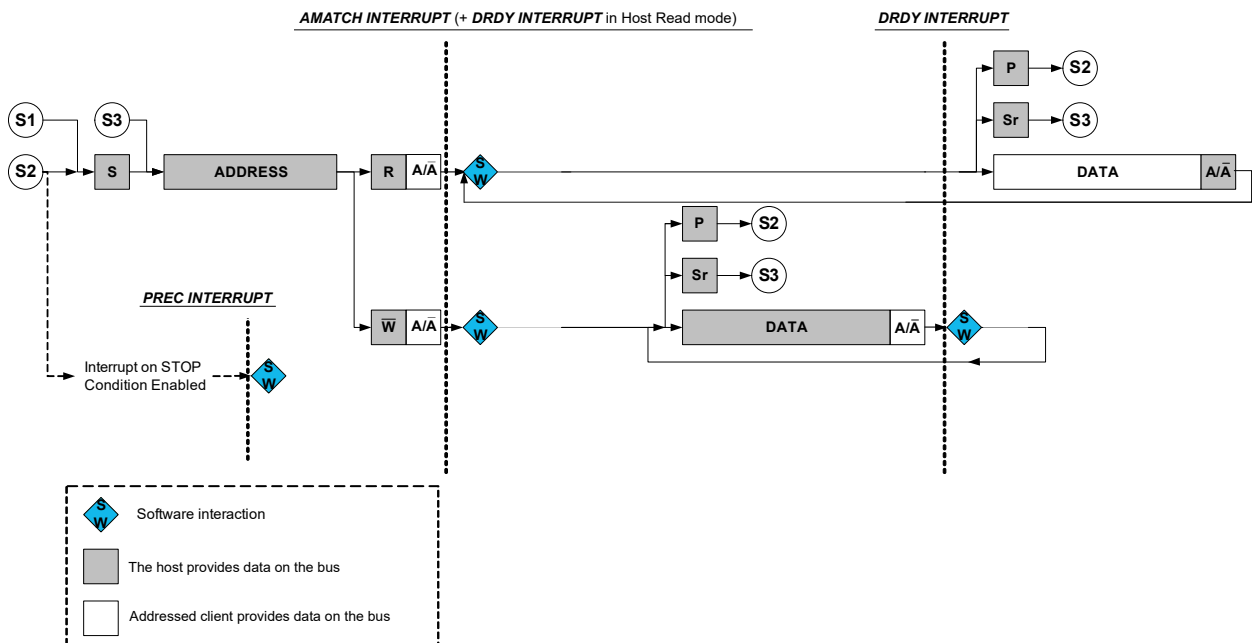 AMATCH INTERRUPT (+ DRDY INTERRUPT in Host Read mode)
DRDY INTERRUPT
P
S2
S1
S3
Sr
S3
S2
S
ADDRESS
R
A/A̅
S
W
DATA
A/A̅
P
S2
Sr
S3
PREC INTERRUPT
W̅
A/A̅
S
W
DATA
A/A̅
S
W
Interrupt on STOP
Condition Enabled
S
W
S
W
Software interaction
The host provides data on the bus
Addressed client provides data on the bus